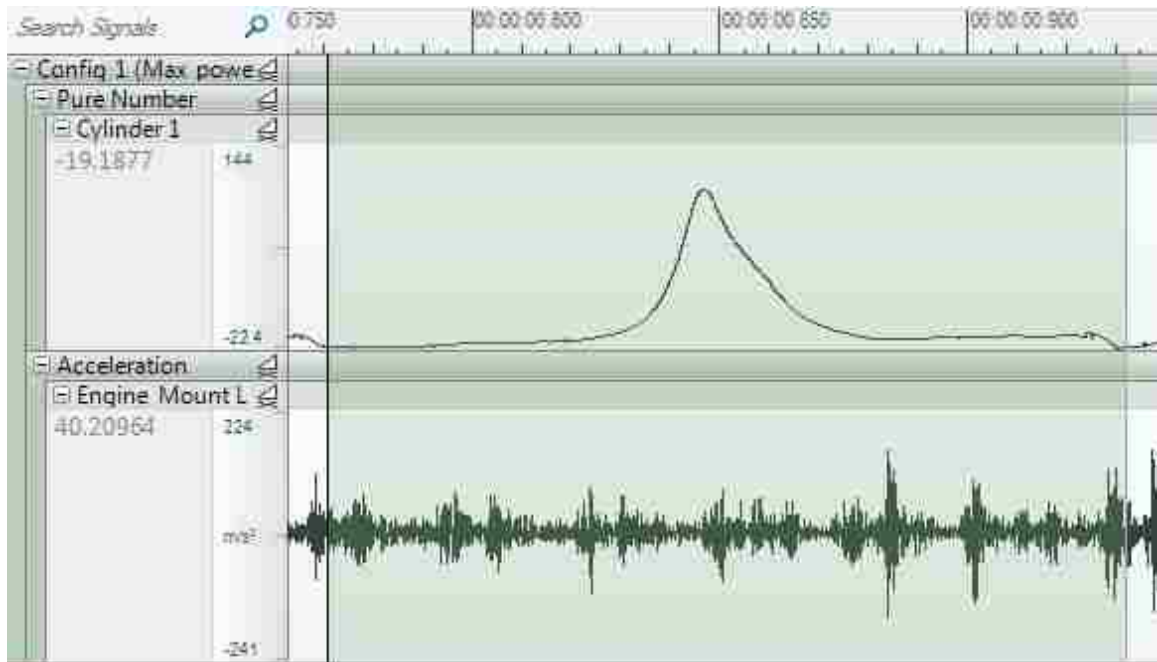 Search Signals
0.750 00:00:00.800 00:00:00.850 00:00:00.900
Config 1 (Max powe
Pure Number
Cylinder 1
-19.1877 144
-22.4
Acceleration
Engine Mount L
40.20964 224
m/s²
-241